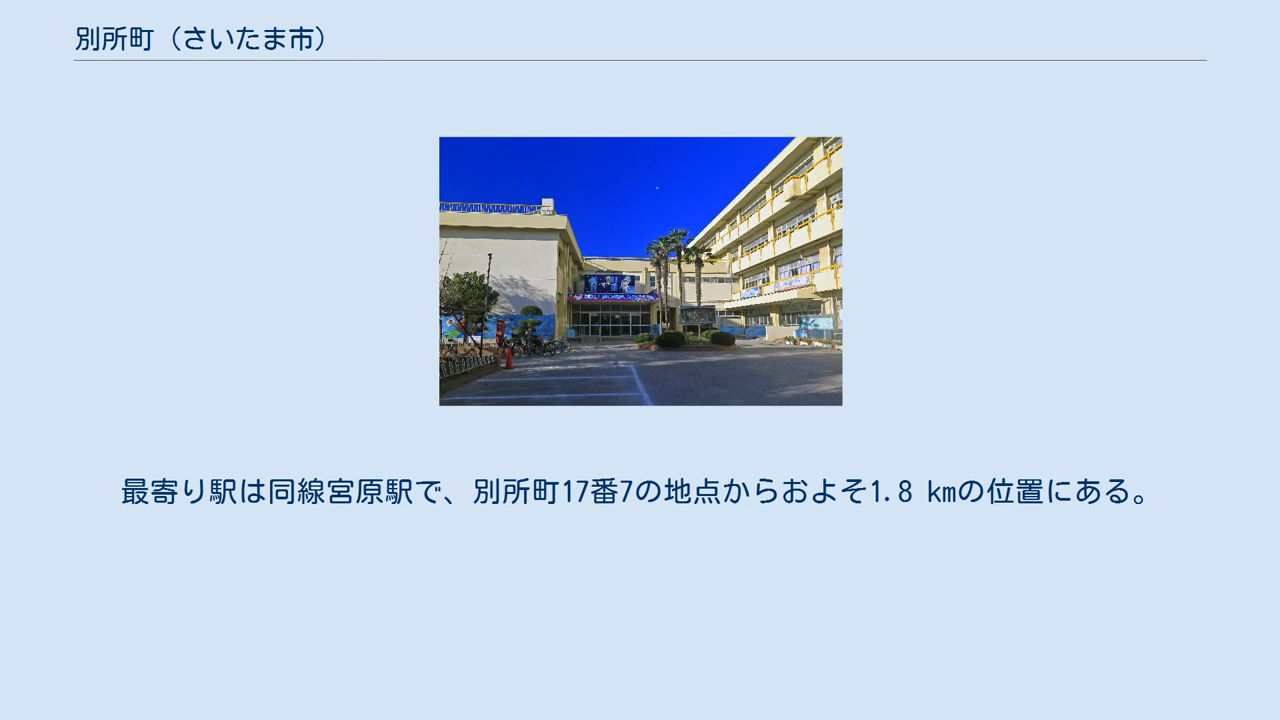 別所町（さいたま市）
最寄り駅は同線宮原駅で、別所町17番7の地点からおよそ1.8 kmの位置にある。